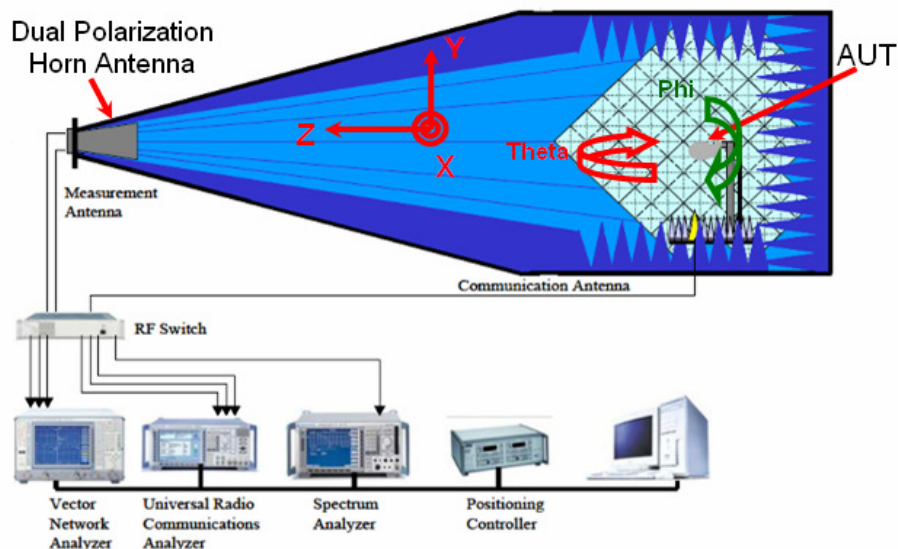 Dual Polarization
Horn Antenna
Y
AUT
Phi
Z
Theta
X
Measurement
Antenna
Communication Antenna
RF Switch
Vector
Network
Analyzer
Universal Radio
Communications
Analyzer
Spectrum
Analyzer
Positioning
Controller